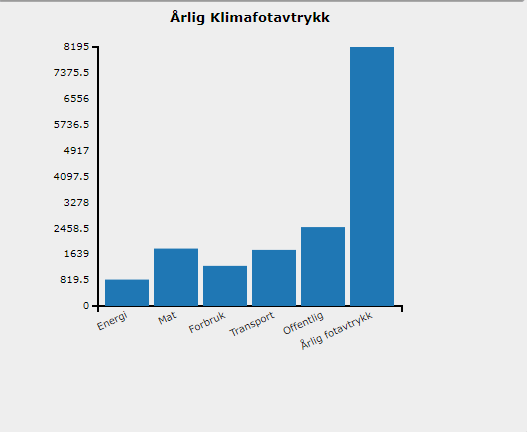 Årlig Klimafotavtrykk
8195
7375.5
6556
5736.5
4917
4097.5
3278
2458.5
1639
819.5
0
Energi
Mat
Forbruk
Transport
Offentlig
Årlig fotavtrykk